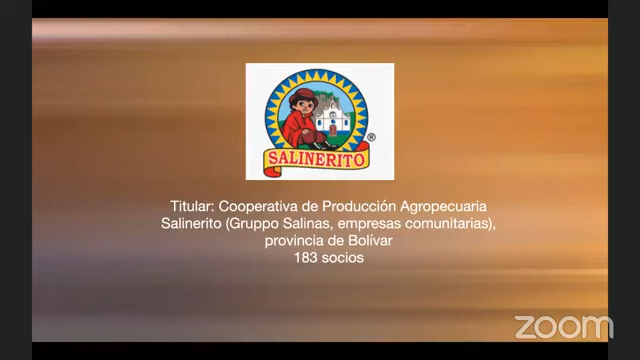 SALINERITO
®
Titular: Cooperativa de Producción Agropecuaria
Salinerito (Gruppo Salinas, empresas comunitarias),
provincia de Bolívar
183 socios
zoom